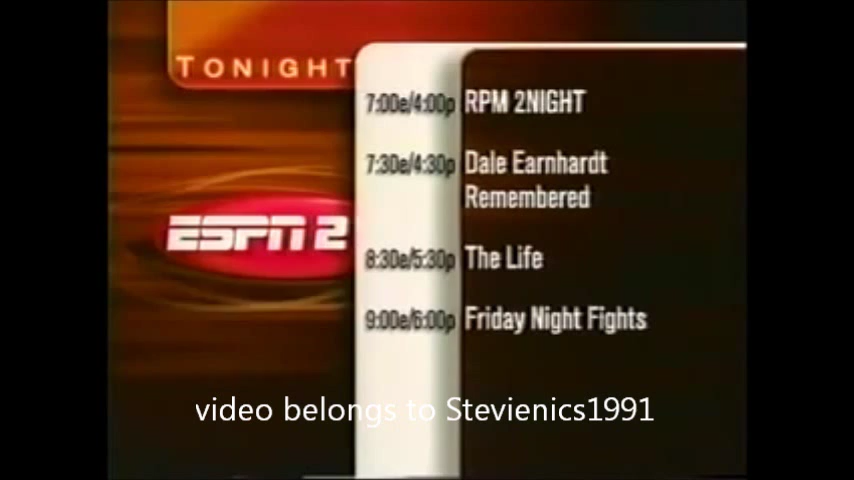 TONIGHT
7:00e/4:00p RPM 2NIGHT
7:30e/4:30p Dale Earnhardt
Remembered
ESPN 2
8:30e/5:30p The Life
9:00e/6:00p Friday Night Fights
video belongs to Stevienics1991